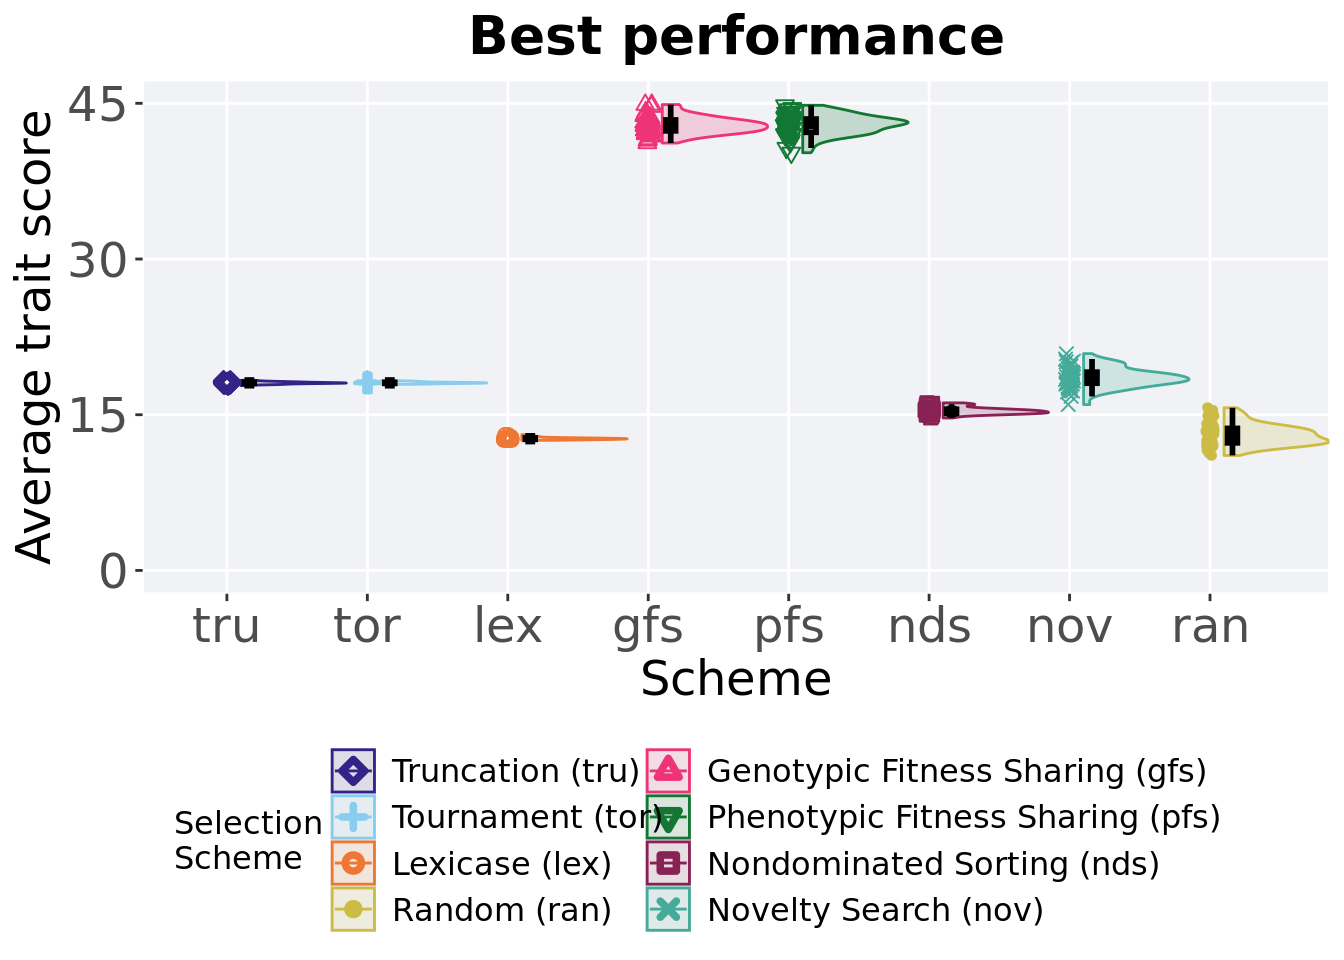 Best performance
Average trait score
45
30
15
0
tru tor lex gfs pfs nds nov ran
Scheme
Selection
Scheme
Truncation (tru)
Tournament (tor)
Lexicase (lex)
Random (ran)
Genotypic Fitness Sharing (gfs)
Phenotypic Fitness Sharing (pfs)
Nondominated Sorting (nds)
Novelty Search (nov)